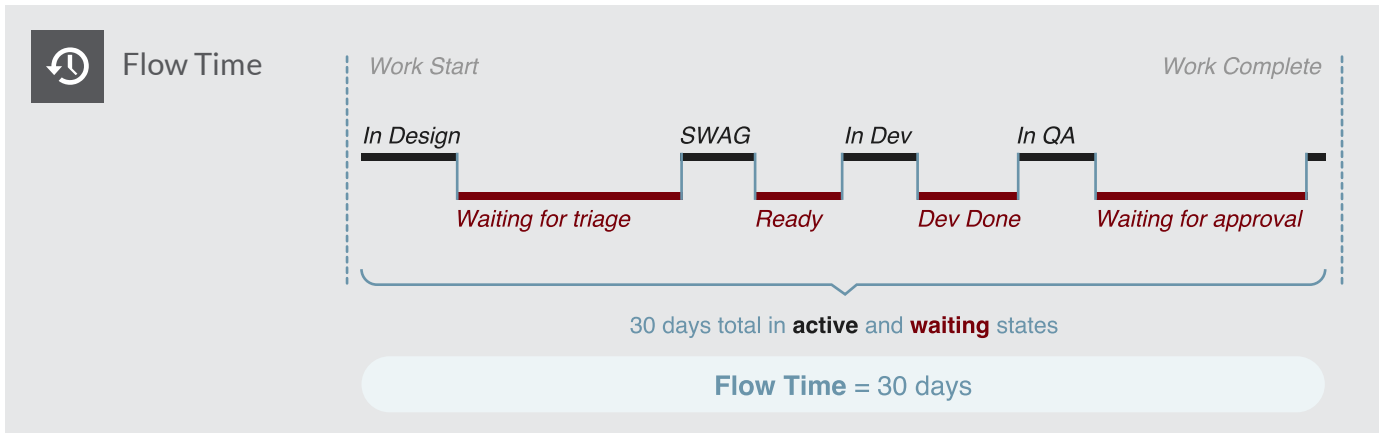 Flow Time
Work Start
Work Complete
In Design
SWAG
In Dev
In QA
Waiting for triage
Ready
Dev Done
Waiting for approval
30 days total in active and waiting states
Flow Time = 30 days